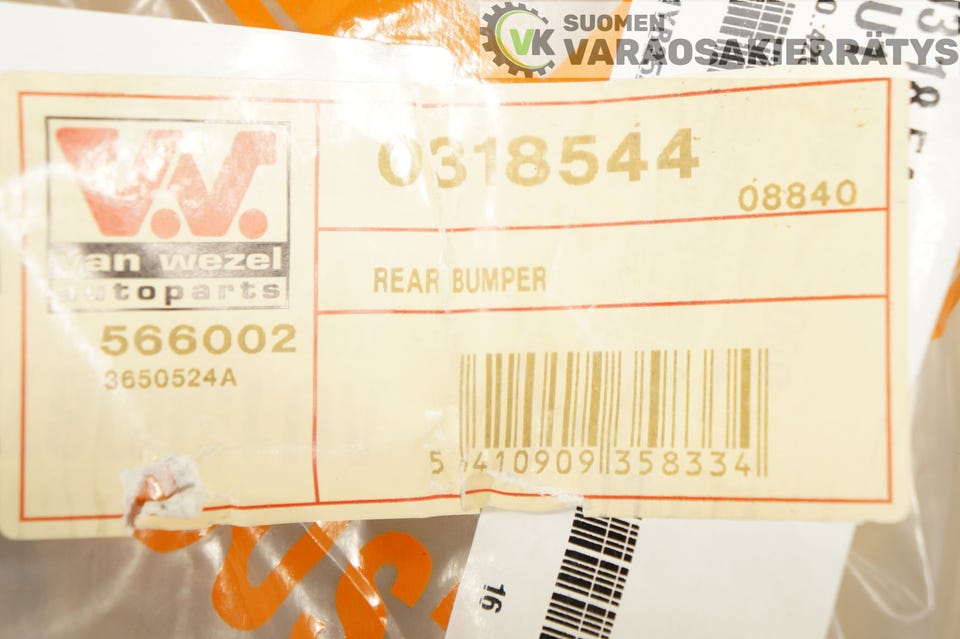 SUOMEN
VK VARAOSAKIERRÄTYS
0318544
08840
van wezel
autoparts
REAR BUMPER
566002
3650524A
5 410909 358334
16